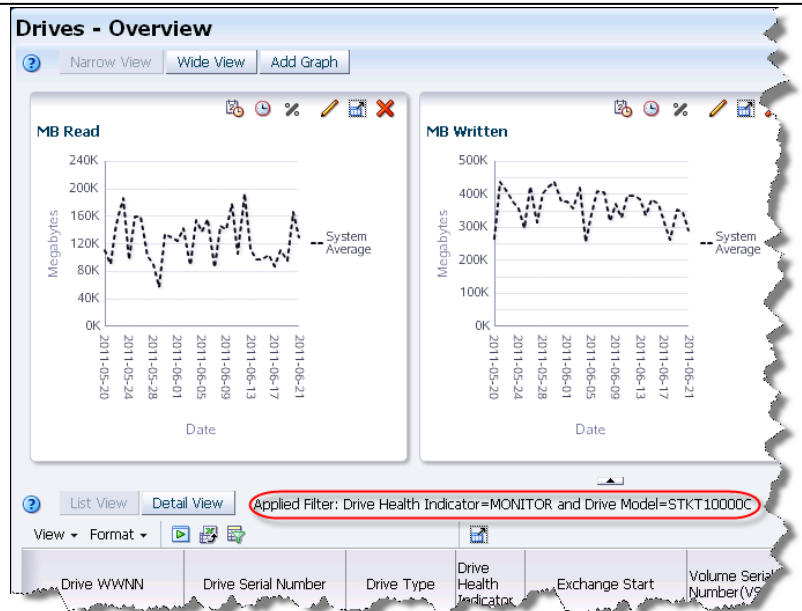 Drives - Overview
Narrow View Wide View Add Graph
MB Read
240K
200K
160K
120K
80K
40K
0K
Megabytes
System
Average
2011-05-20
2011-05-24
2011-05-28
2011-06-01
2011-06-05
2011-06-09
2011-06-13
2011-06-17
2011-06-21
Date
MB Written
500K
400K
300K
200K
100K
0K
Megabytes
System
Average
2011-05-20
2011-05-24
2011-05-28
2011-06-01
2011-06-05
2011-06-09
2011-06-13
2011-06-17
2011-06-21
Date
List View Detail View Applied Filter: Drive Health Indicator=MONITOR and Drive Model=STKT10000C
View Format
Drive WWNN
Drive Serial Number
Drive Type
Drive
Health
Indicator
Exchange Start
Volume Serial
Number(VS